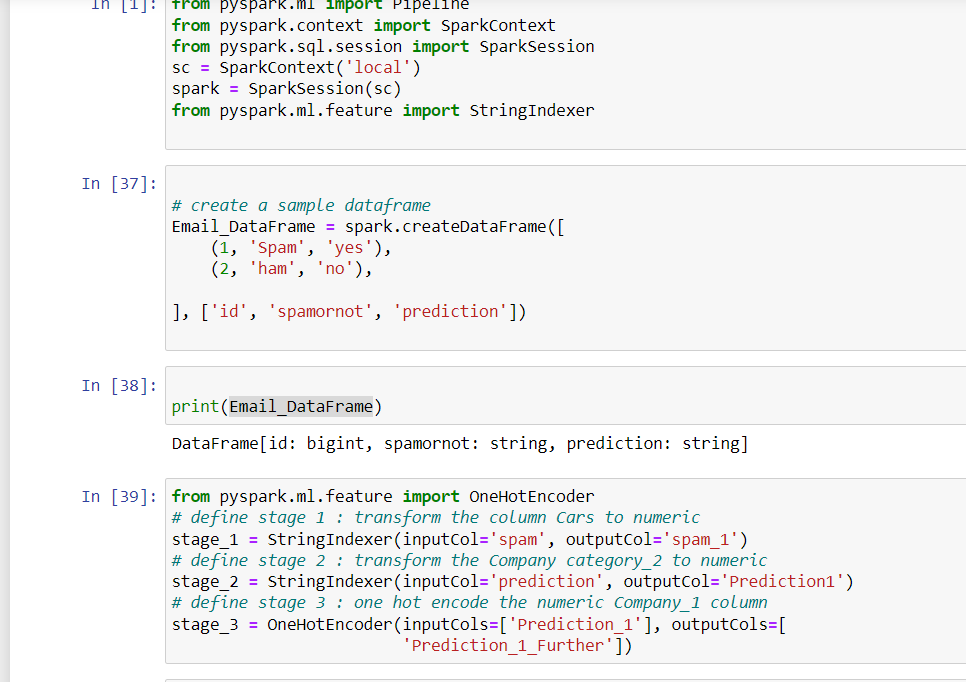 In [1]: from pyspark.ml import Pipeline
from pyspark.context import SparkContext
from pyspark.sql.session import SparkSession
sc = SparkContext('local')
spark = SparkSession(sc)
from pyspark.ml.feature import StringIndexer
In [37]:
# create a sample dataframe
Email_DataFrame = spark.createDataFrame([
    (1, 'Spam', 'yes'),
    (2, 'ham', 'no'),
], ['id', 'spamornot', 'prediction'])
In [38]:
print(Email_DataFrame)
DataFrame[id: bigint, spamornot: string, prediction: string]
In [39]: from pyspark.ml.feature import OneHotEncoder
# define stage 1 : transform the column Cars to numeric
stage_1 = StringIndexer(inputCol='spam', outputCol='spam_1')
# define stage 2 : transform the Company category_2 to numeric
stage_2 = StringIndexer(inputCol='prediction', outputCol='Prediction1')
# define stage 3 : one hot encode the numeric Company_1 column
stage_3 = OneHotEncoder(inputCols=['Prediction_1'], outputCols=[
                        'Prediction_1_Further'])